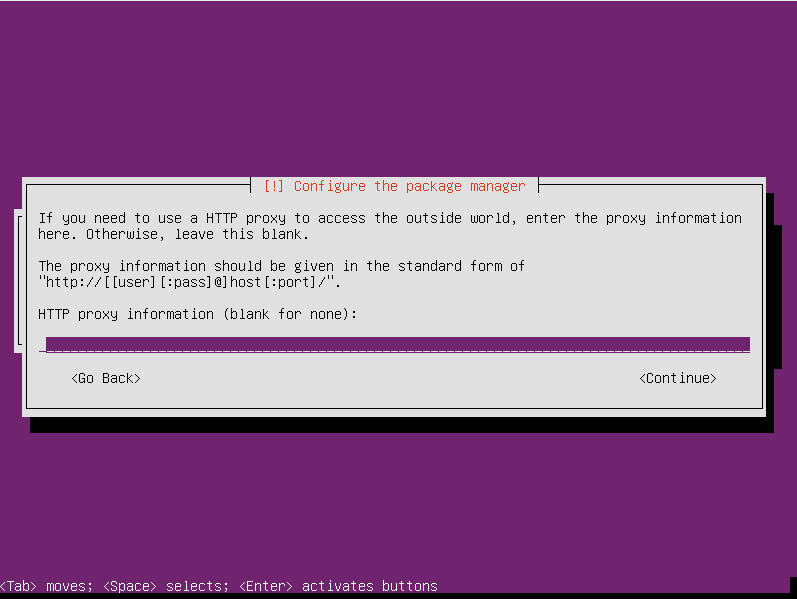 [!] Configure the package manager
If you need to use a HTTP proxy to access the outside world, enter the proxy information
here. Otherwise, leave this blank.
The proxy information should be given in the standard form of
"http://[[user][:pass]@]host[:port]/".
HTTP proxy information (blank for none):
<Go Back> <Continue>
<Tab> moves; <Space> selects; <Enter> activates buttons